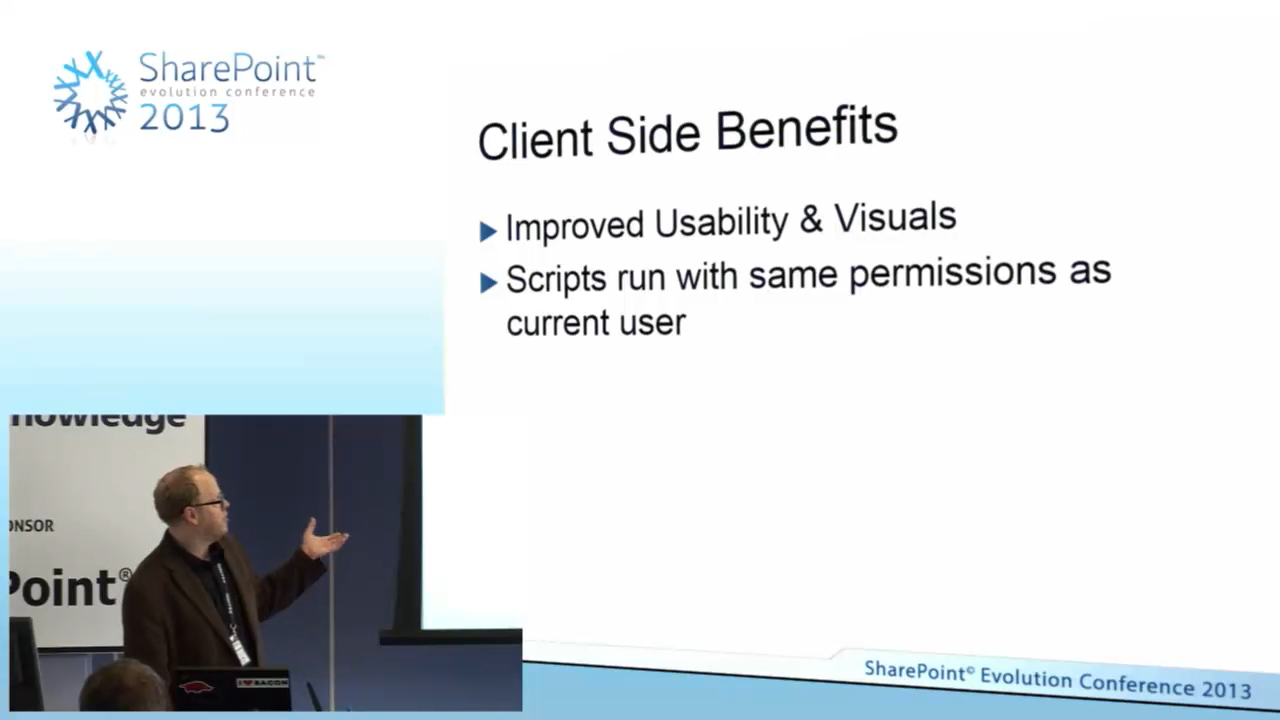 SharePoint™
evolution conference
2013
Client Side Benefits
Improved Usability & Visuals
Scripts run with same permissions as
current user
nowledge
ONSOR
Point®
I ♥ BACON
SharePoint© Evolution Conference 2013